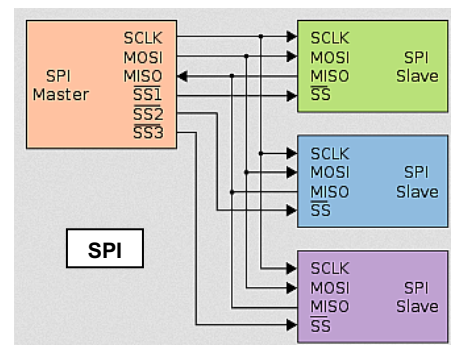 SCLK
MOSI
SPI MISO
Master SS1
SS2
SS3
SCLK
MOSI SPI
MISO Slave
SS
SCLK
MOSI SPI
MISO Slave
SS
SCLK
MOSI SPI
MISO Slave
SS
SPI